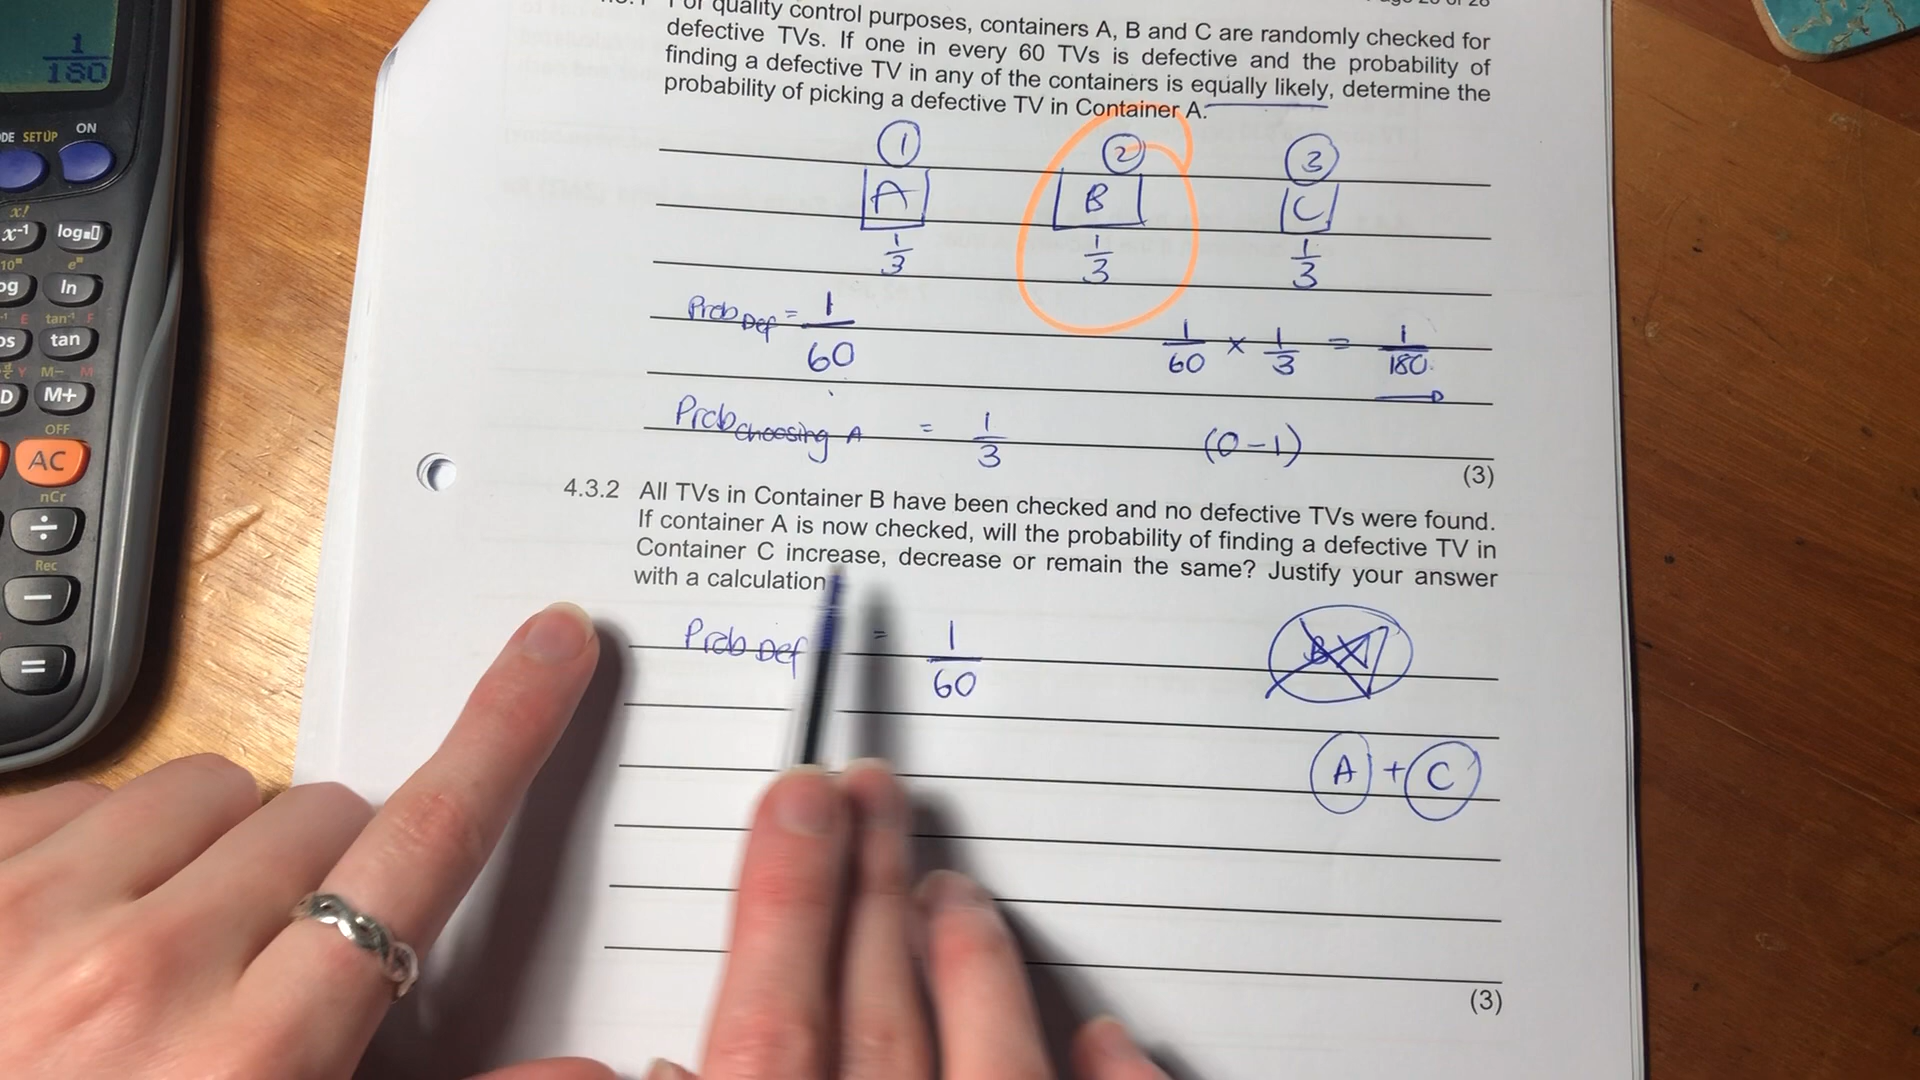 For quality control purposes, containers A, B and C are randomly checked for
defective TVs. If one in every 60 TVs is defective and the probability of
finding a defective TV in any of the containers is equally likely, determine the
probability of picking a defective TV in Container A.
1 2 3
A B C
1/3 1/3 1/3
Prob Def = 1/60
1/60 × 1/3 = 1/180
Prob choosing A = 1/3 (0-1)
(3)
4.3.2 All TVs in Container B have been checked and no defective TVs were found.
If container A is now checked, will the probability of finding a defective TV in
Container C increase, decrease or remain the same? Justify your answer
with a calculation
Prob Def = 1/60
A + C
(3)
1/180
SETUP ON
x!
x-1 log
10 e
ln
tan-1 F
tan
Y M- M
M+
OFF
AC
nCr
÷
Rec
−
=